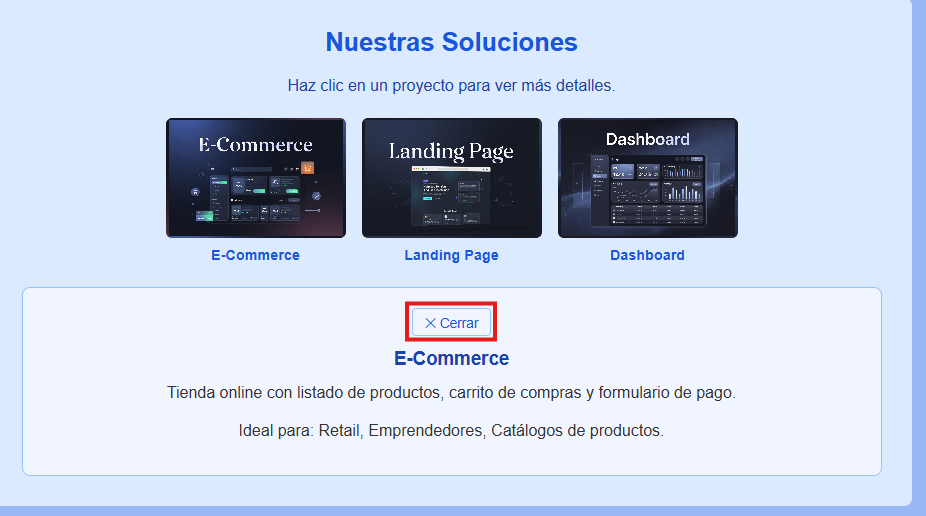 Nuestras Soluciones
Haz clic en un proyecto para ver más detalles.
E-Commerce
Landing Page
Dashboard
E-Commerce
Landing Page
Dashboard
Cerrar
E-Commerce
Tienda online con listado de productos, carrito de compras y formulario de pago.
Ideal para: Retail, Emprendedores, Catálogos de productos.